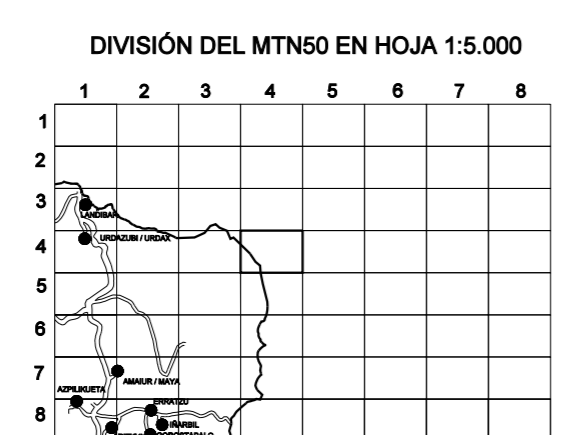 DIVISIÓN DEL MTN50 EN HOJA 1:5.000
1 2 3 4 5 6 7 8
1
2
3
LANDIBAR
4
URDAZUBI / URDAX
5
6
7
AMAIUR / MAYA
AZPILIKUETA
ERRATZU
8
IÑARBIL